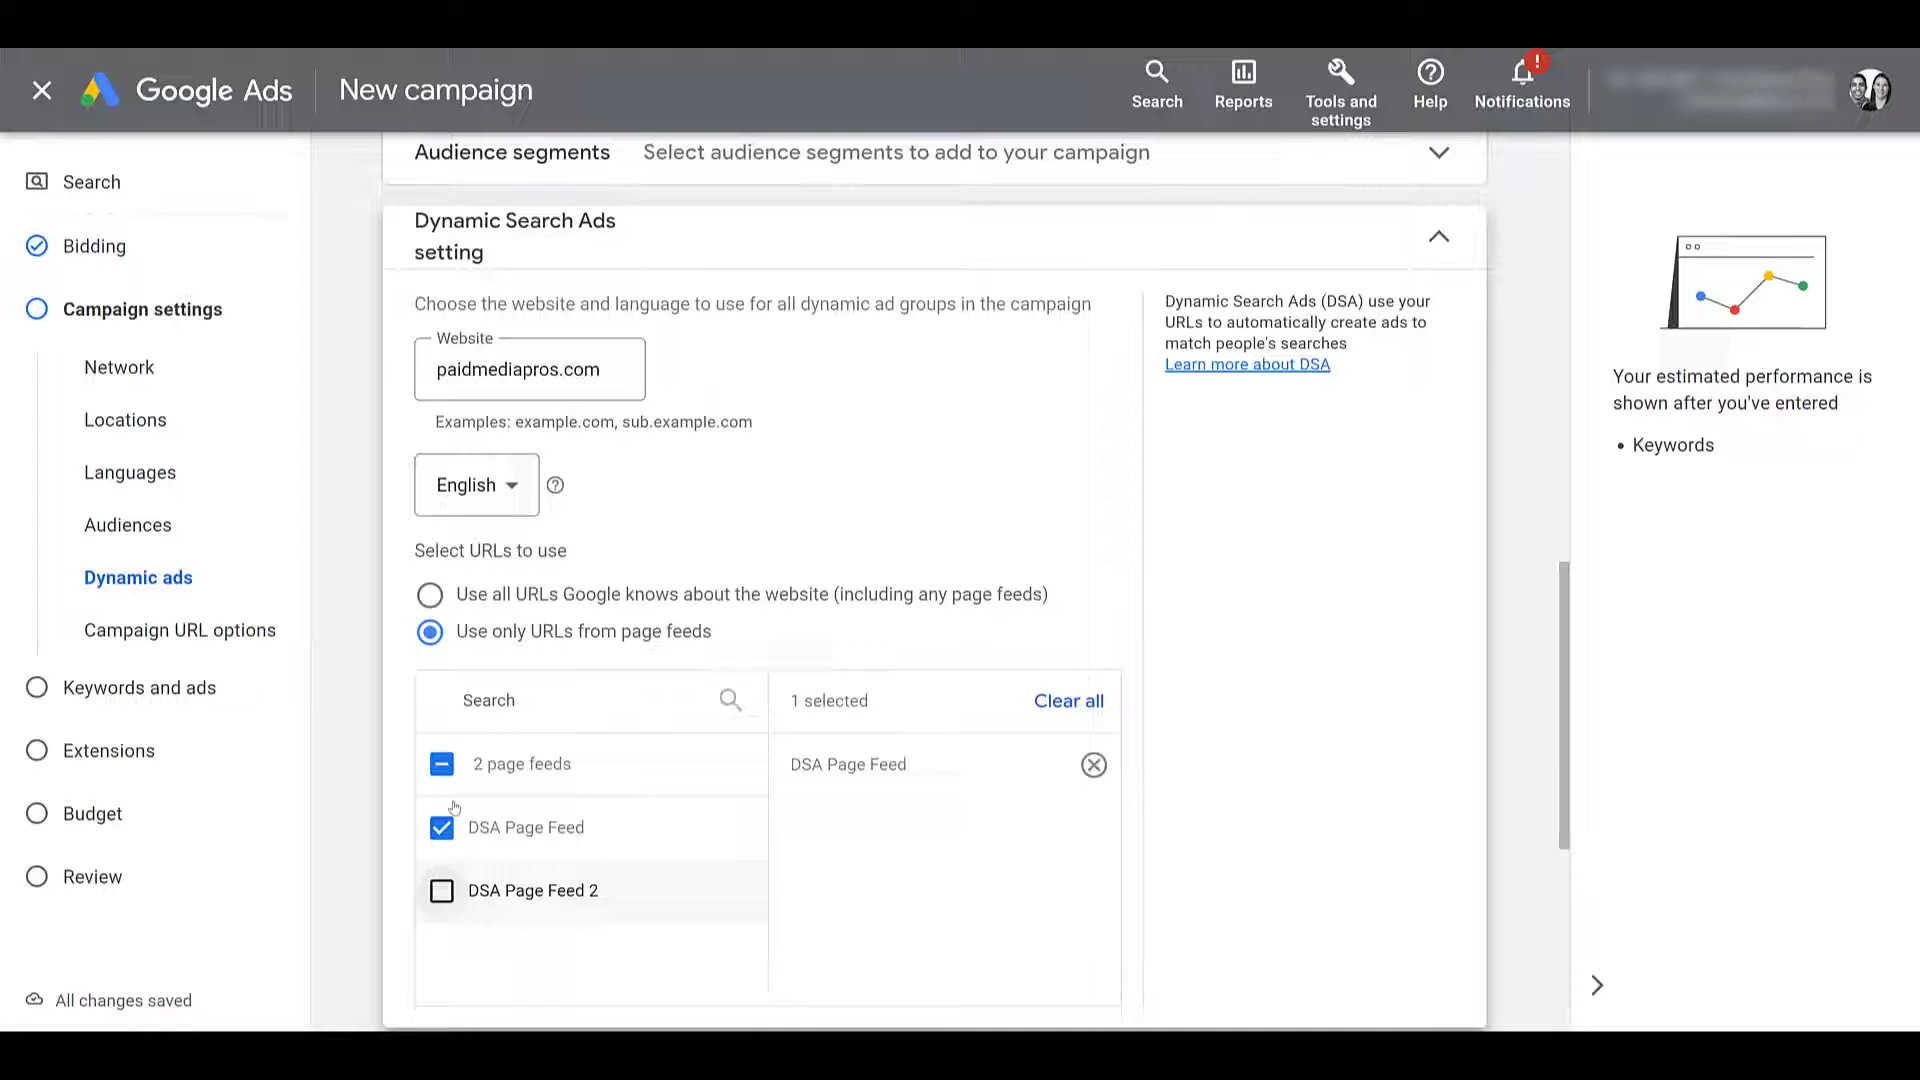 Google Ads
New campaign
Search
Reports
Tools and
settings
Help
!
Notifications
Search
Bidding
Campaign settings
Network
Locations
Languages
Audiences
Dynamic ads
Campaign URL options
Keywords and ads
Extensions
Budget
Review
All changes saved
Audience segments Select audience segments to add to your campaign
Dynamic Search Ads
setting
Choose the website and language to use for all dynamic ad groups in the campaign
Website
paidmediapros.com
Examples: example.com, sub.example.com
English
Select URLs to use
Use all URLs Google knows about the website (including any page feeds)
Use only URLs from page feeds
Search
2 page feeds
DSA Page Feed
DSA Page Feed 2
1 selected Clear all
DSA Page Feed
Dynamic Search Ads (DSA) use your
URLs to automatically create ads to
match people's searches
Learn more about DSA
Your estimated performance is
shown after you've entered
• Keywords